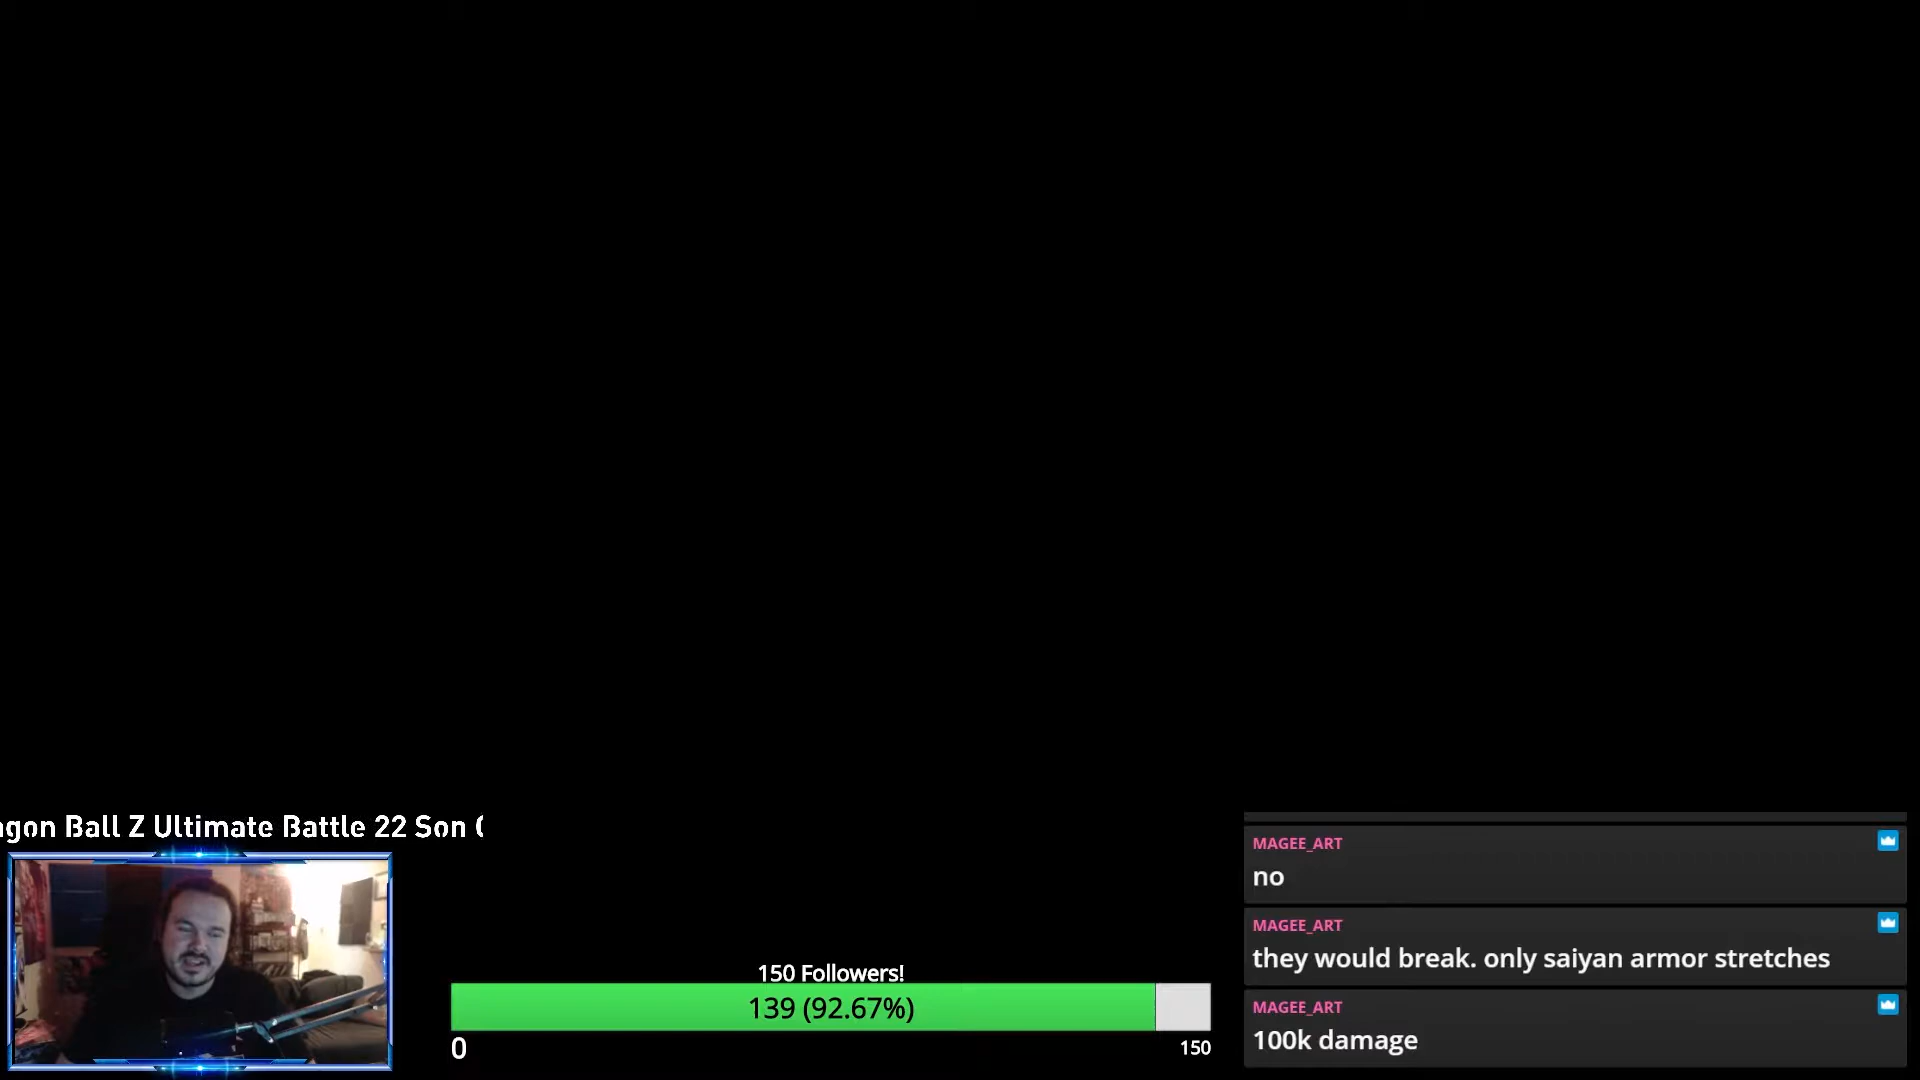 agon Ball Z Ultimate Battle 22 Son
150 Followers!
139 (92.67%)
0
150
MAGEE_ART
no
MAGEE_ART
they would break. only saiyan armor stretches
MAGEE_ART
100k damage